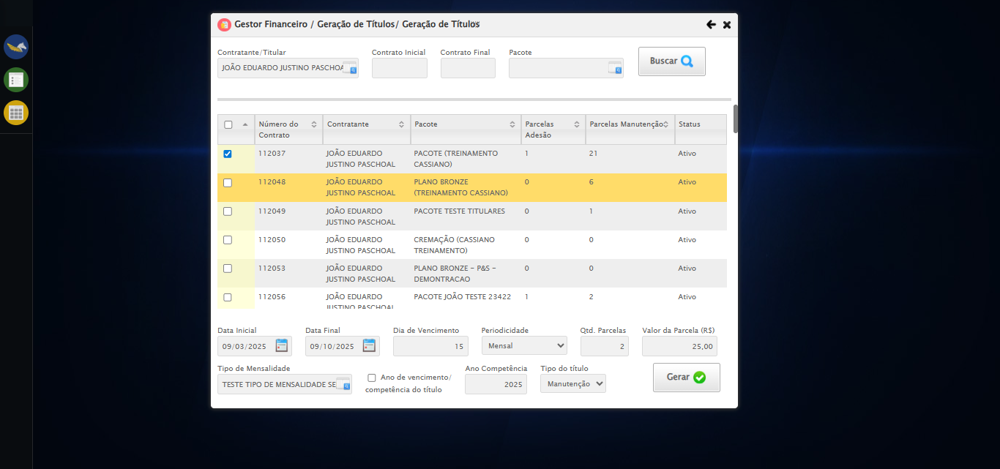 Gestor Financeiro / Geração de Títulos/ Geração de Títulos
Contratante/Titular Contrato Inicial Contrato Final Pacote
JOÃO EDUARDO JUSTINO PASCHOA Buscar
Número do Contrato Contratante Pacote Parcelas Adesão Parcelas Manutenção Status
112037 JOÃO EDUARDO JUSTINO PASCHOAL PACOTE (TREINAMENTO CASSIANO) 1 21 Ativo
112048 JOÃO EDUARDO JUSTINO PASCHOAL PLANO BRONZE (TREINAMENTO CASSIANO) 0 6 Ativo
112049 JOÃO EDUARDO JUSTINO PASCHOAL PACOTE TESTE TITULARES 0 1 Ativo
112050 JOÃO EDUARDO JUSTINO PASCHOAL CREMAÇÃO (CASSIANO TREINAMENTO) 0 0 Ativo
112053 JOÃO EDUARDO JUSTINO PASCHOAL PLANO BRONZE - P&S - DEMONTRACAO 0 0 Ativo
112056 JOÃO EDUARDO JUSTINO PASCHOAL PACOTE JOÃO TESTE 23422 1 2 Ativo
Data Inicial Data Final Dia de Vencimento Periodicidade Qtd. Parcelas Valor da Parcela (R$)
09/03/2025 09/10/2025 15 Mensal 2 25,00
Tipo de Mensalidade Ano de vencimento/ competência do título Ano Competência Tipo do título
TESTE TIPO DE MENSALIDADE SE 2025 Manutenção Gerar